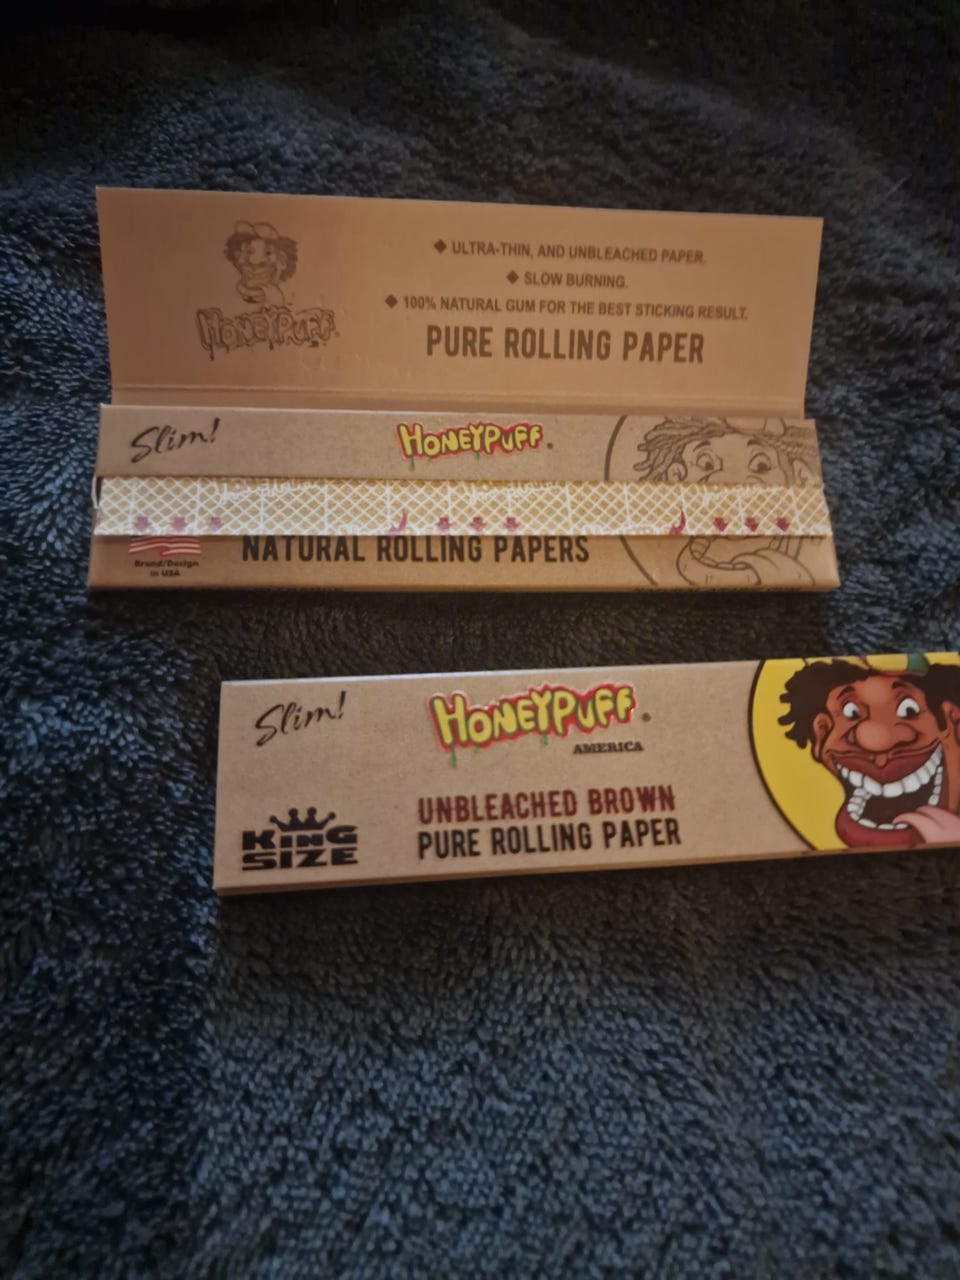 ◆ ULTRA-THIN, AND UNBLEACHED PAPER.
◆ SLOW BURNING.
◆ 100% NATURAL GUM FOR THE BEST STICKING RESULT.
HONEYPUFF®
PURE ROLLING PAPER
Slim!
HONEYPUFF®
NATURAL ROLLING PAPERS
Brand/Design
in USA
Slim!
HONEYPUFF®
AMERICA
UNBLEACHED BROWN
PURE ROLLING PAPER
KING
SIZE